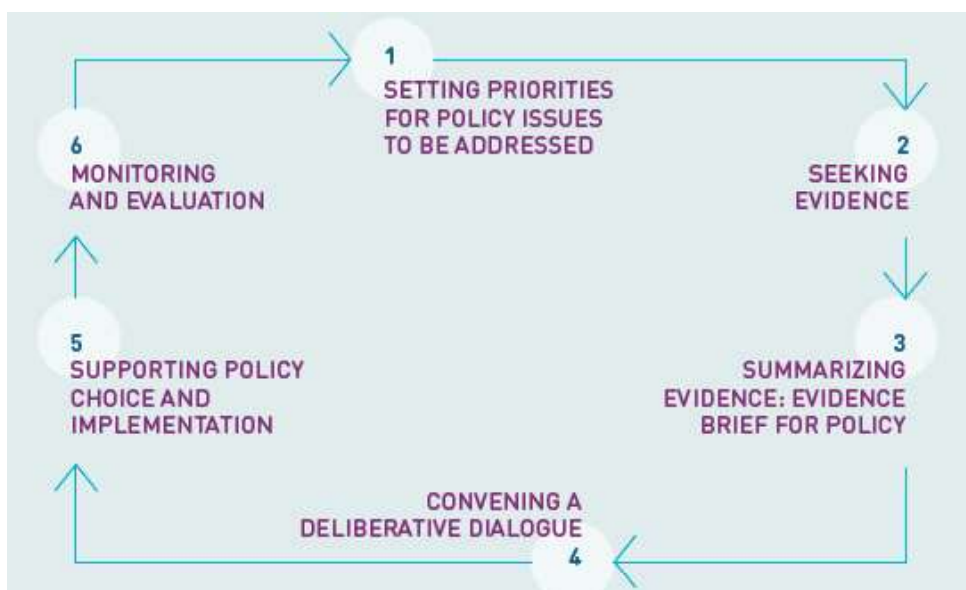 1
SETTING PRIORITIES
FOR POLICY ISSUES
TO BE ADDRESSED
2
SEEKING
EVIDENCE
3
SUMMARIZING
EVIDENCE: EVIDENCE
BRIEF FOR POLICY
CONVENING A
DELIBERATIVE DIALOGUE
4
5
SUPPORTING POLICY
CHOICE AND
IMPLEMENTATION
6
MONITORING
AND EVALUATION